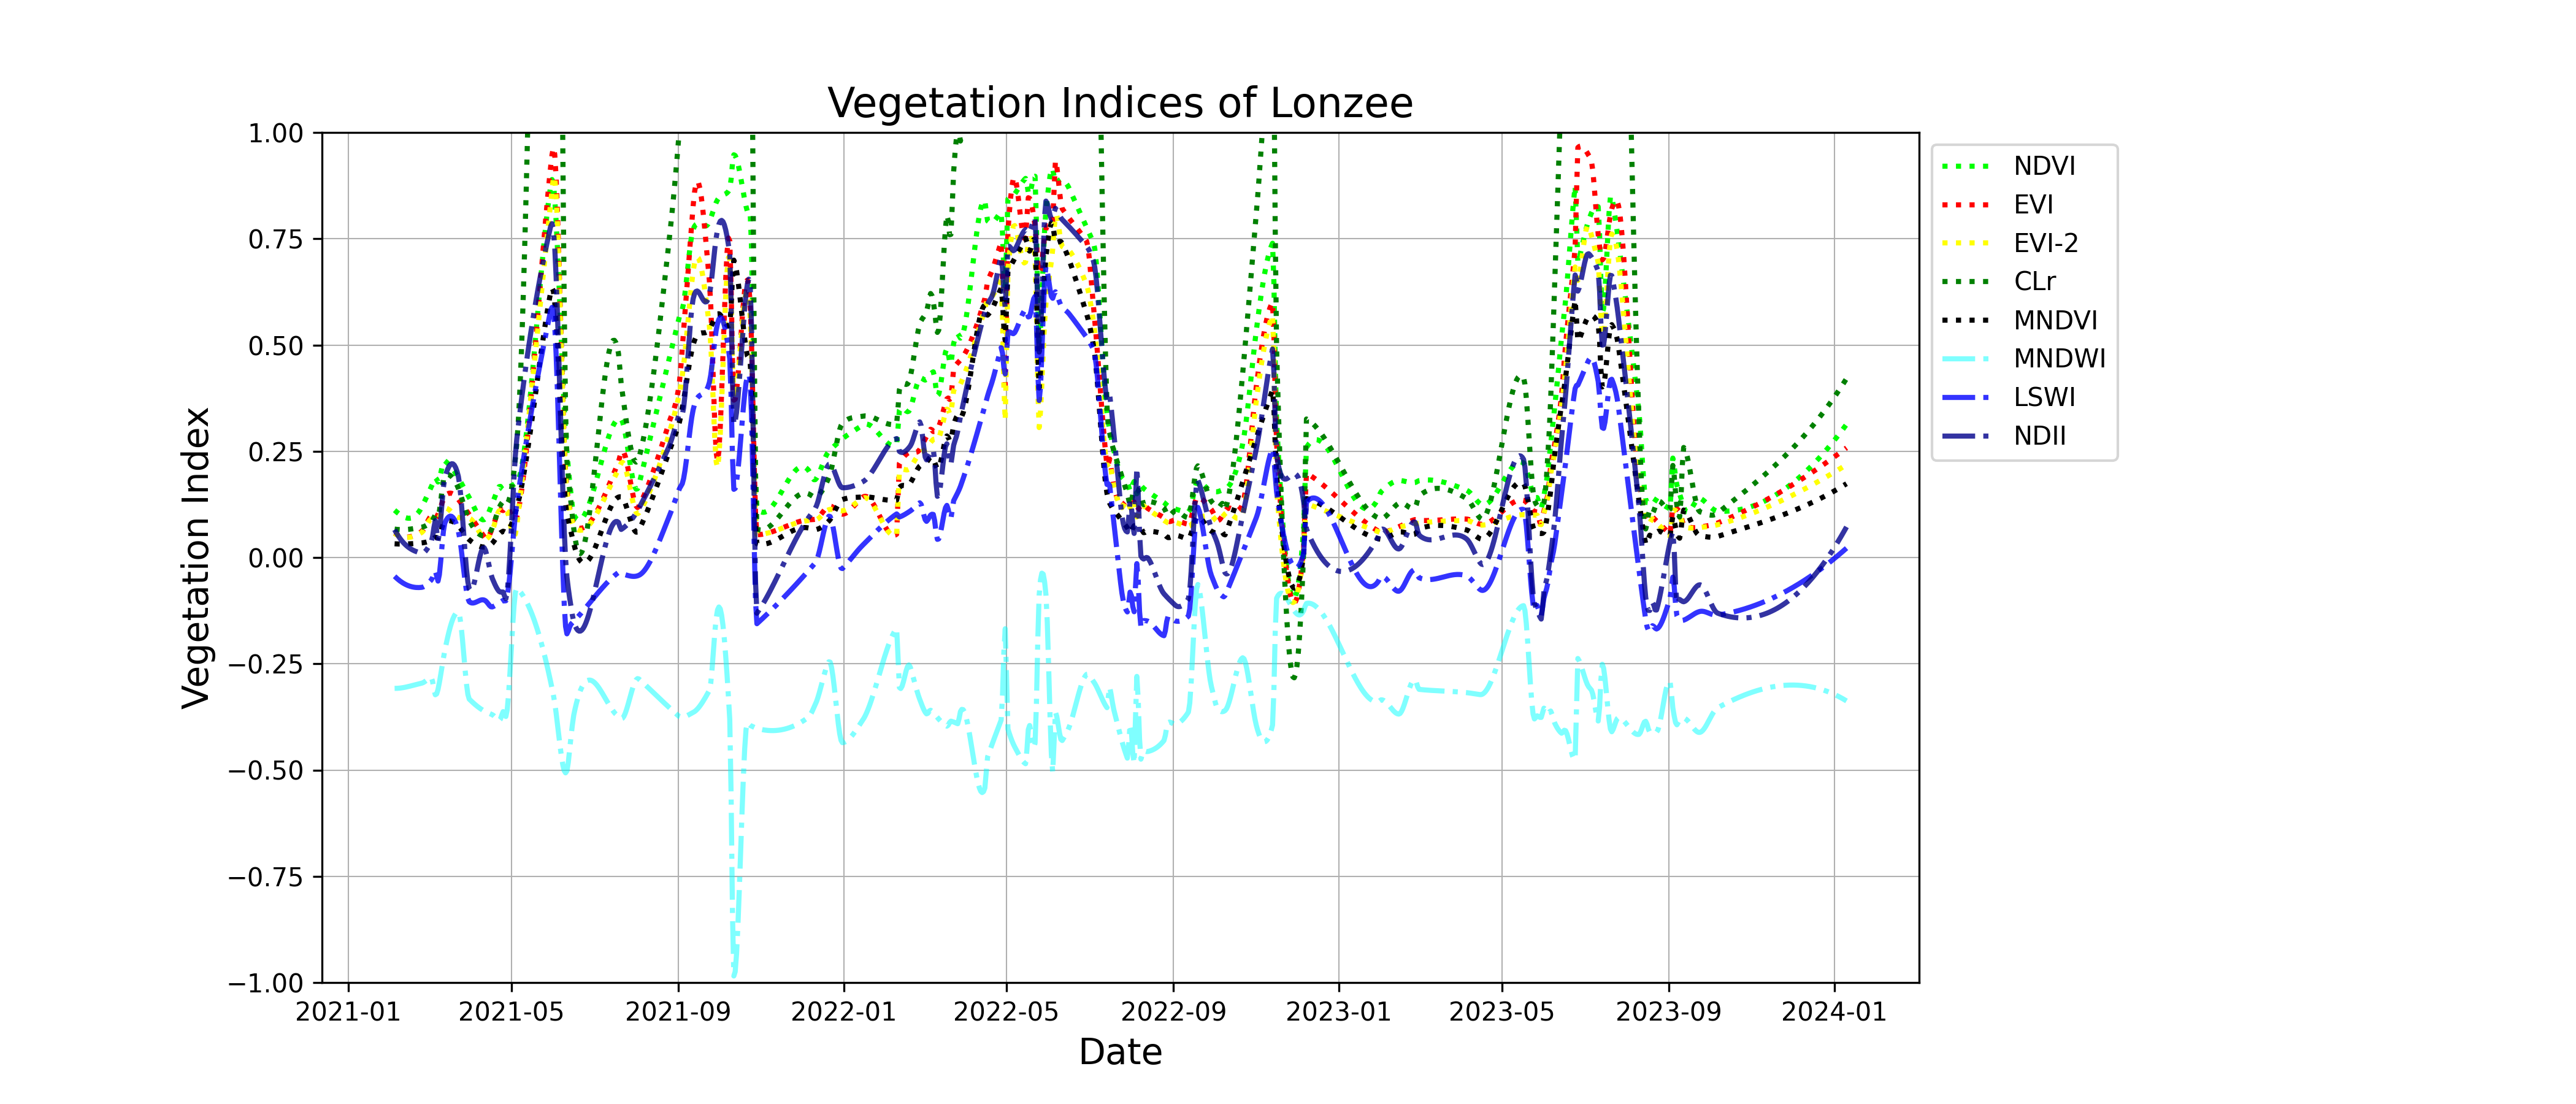 Vegetation Indices of Lonzee
1.00
0.75
0.50
0.25
0.00
−0.25
−0.50
−0.75
−1.00
Vegetation Index
2021-01 2021-05 2021-09 2022-01 2022-05 2022-09 2023-01 2023-05 2023-09 2024-01
Date
NDVI
EVI
EVI-2
CLr
MNDVI
MNDWI
LSWI
NDII